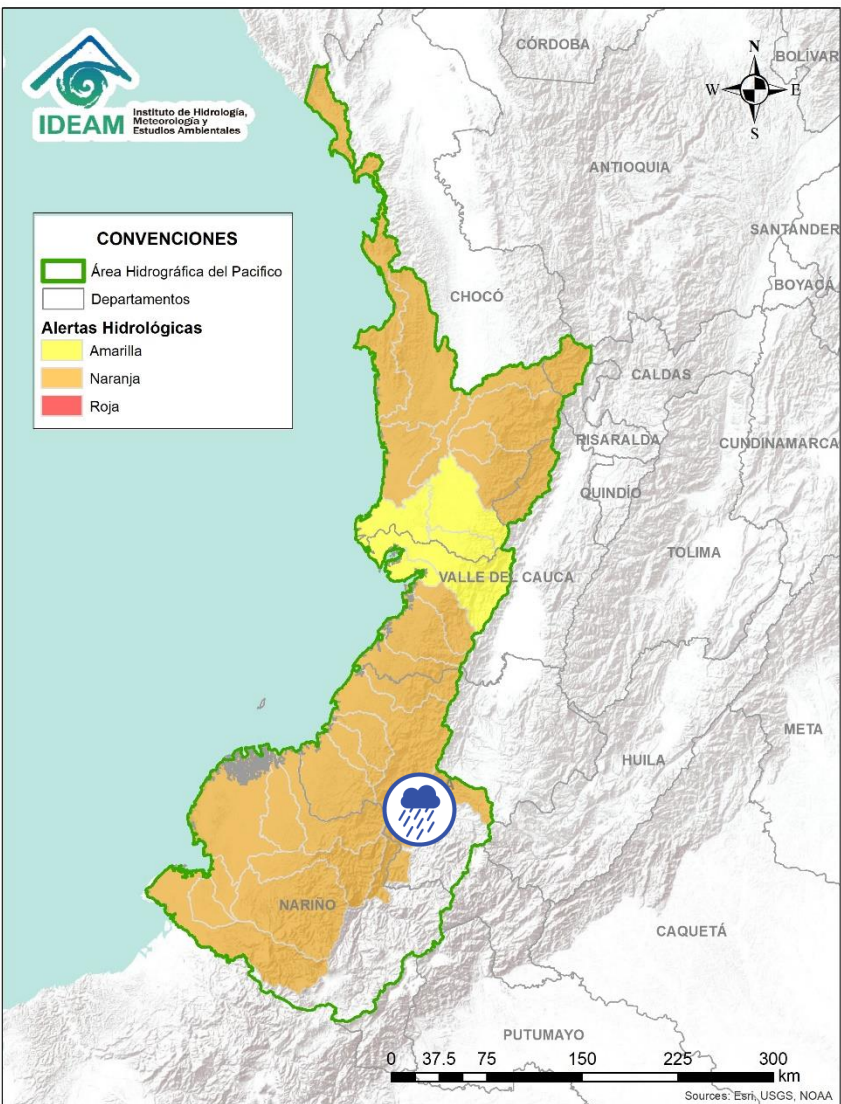 IDEAM
Instituto de Hidrología,
Meteorología y
Estudios Ambientales
CÓRDOBA
BOLÍVAR
N
W
E
S
ANTIOQUIA
SANTANDER
BOYACÁ
CONVENCIONES
Área Hidrográfica del Pacifico
Departamentos
Alertas Hidrológicas
Amarilla
Naranja
Roja
CHOCÓ
CALDAS
RISARALDA
CUNDINAMARCA
QUINDÍO
TOLIMA
VALLE DEL CAUCA
META
HUILA
NARIÑO
CAQUETÁ
PUTUMAYO
0 37.5 75 150 225 300
km
Sources: Esri, USGS, NOAA